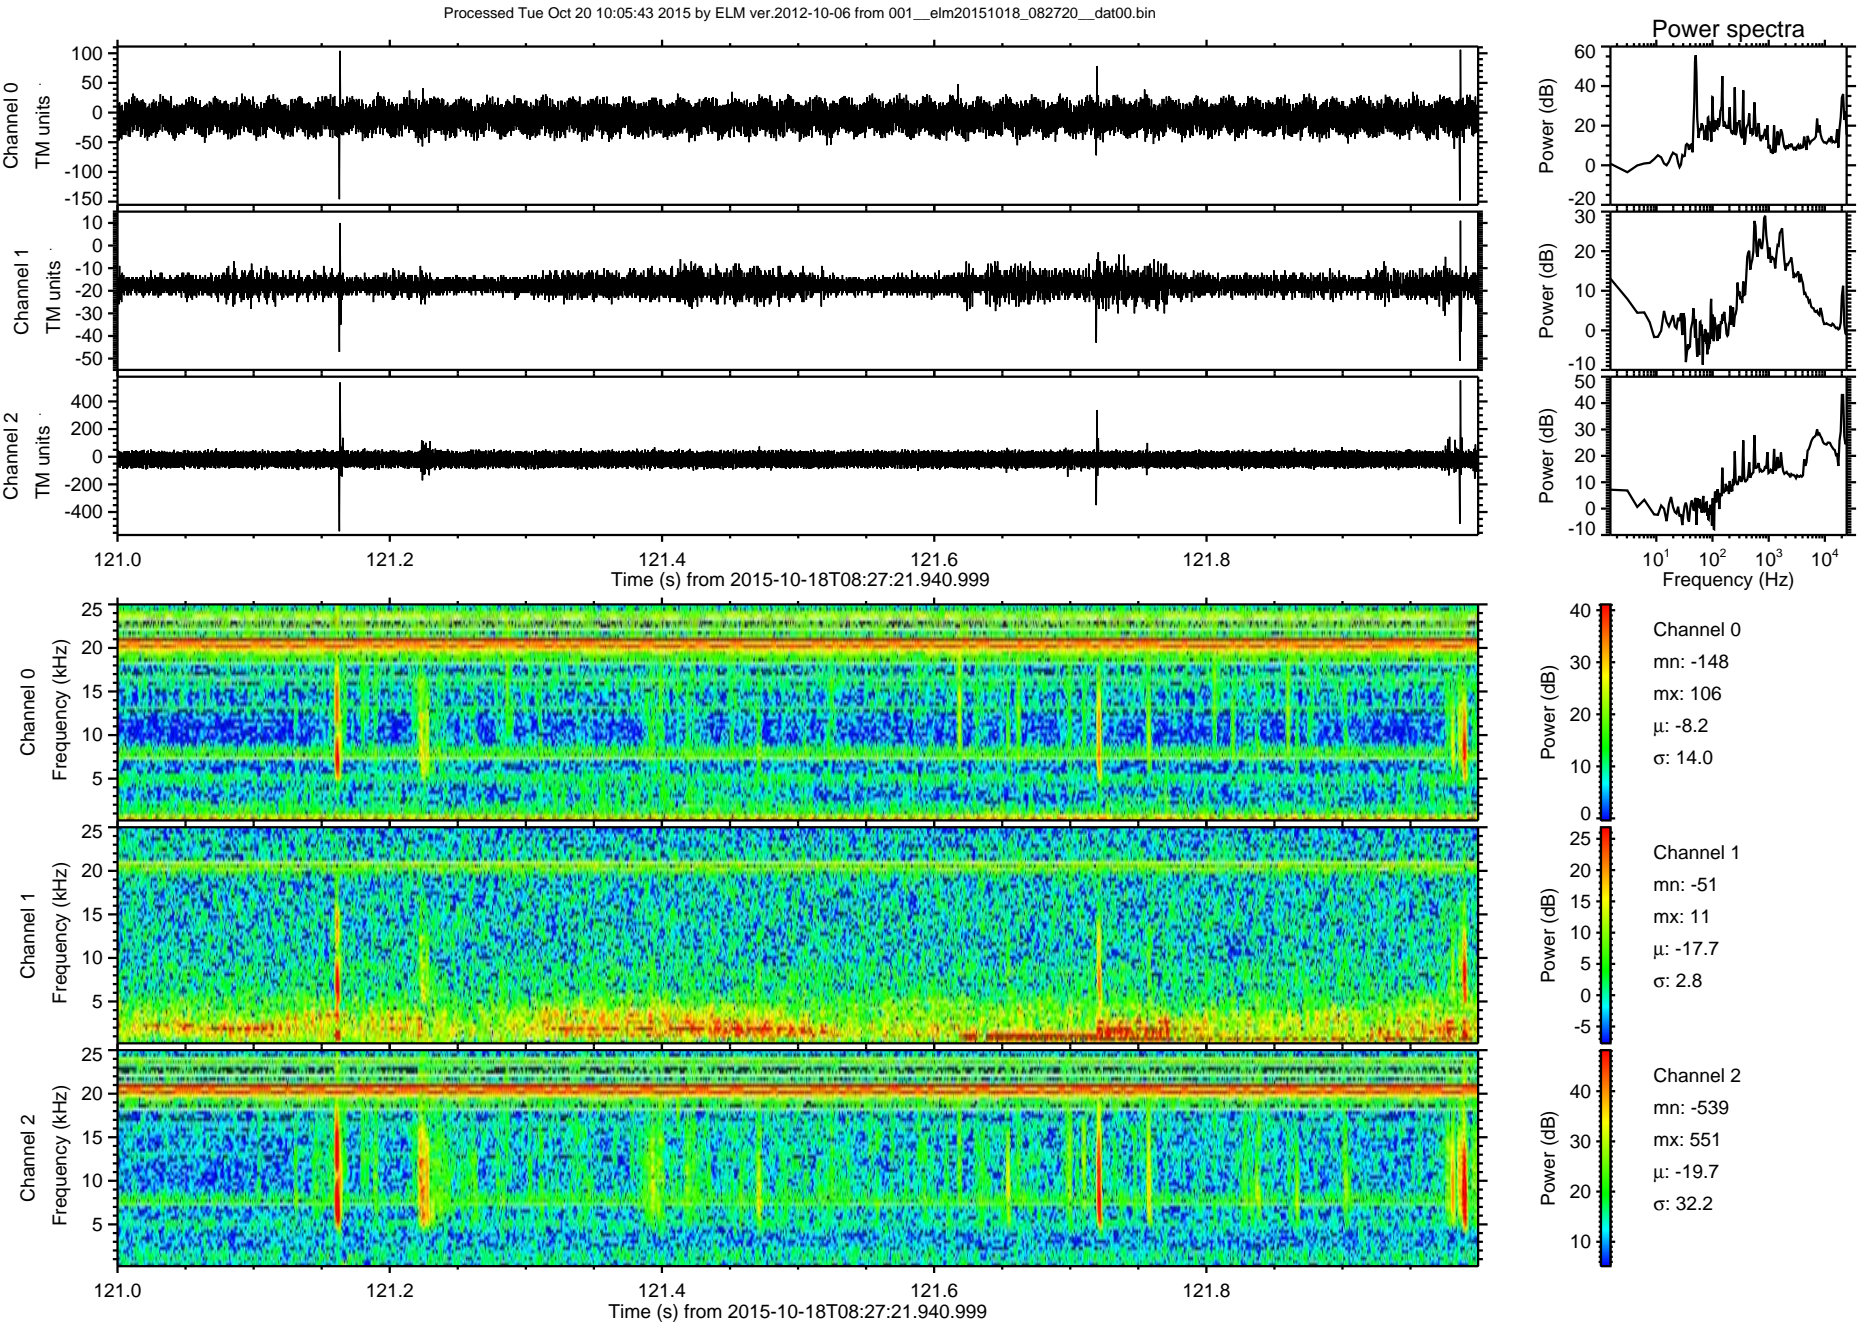 Processed Tue Oct 20 10:05:43 2015 by ELM ver.2012-10-06 from 001__elm20151018_082720__dat00.bin
Power spectra
Channel 0
TM units
100
50
0
-50
-100
-150
Power (dB)
60
40
20
0
-20
Channel 1
TM units
10
0
-10
-20
-30
-40
-50
Power (dB)
30
20
10
0
-10
Channel 2
TM units
400
200
0
-200
-400
Power (dB)
50
40
30
20
10
0
-10
121.0 121.2 121.4 121.6 121.8
Time (s) from 2015-10-18T08:27:21.940.999
10^1 10^2 10^3 10^4
Frequency (Hz)
Channel 0
Frequency (kHz)
25
20
15
10
5
Power (dB)
40
30
20
10
0
Channel 0
mn: -148
mx: 106
μ: -8.2
σ: 14.0
Channel 1
Frequency (kHz)
25
20
15
10
5
Power (dB)
25
20
15
10
5
0
-5
Channel 1
mn: -51
mx: 11
μ: -17.7
σ: 2.8
Channel 2
Frequency (kHz)
25
20
15
10
5
Power (dB)
40
30
20
10
Channel 2
mn: -539
mx: 551
μ: -19.7
σ: 32.2
121.0 121.2 121.4 121.6 121.8
Time (s) from 2015-10-18T08:27:21.940.999